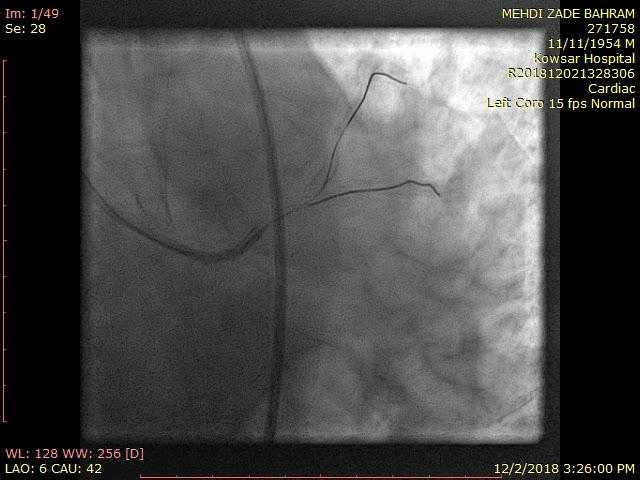 Im: 1/49
Se: 28
MEHDI ZADE BAHRAM
271758
11/11/1954 M
Kowsar Hospital
R201812021328306
Cardiac
Left Coro 15 fps Normal
WL: 128 WW: 256 [D]
LAO: 6 CAU: 42
12/2/2018 3:26:00 PM